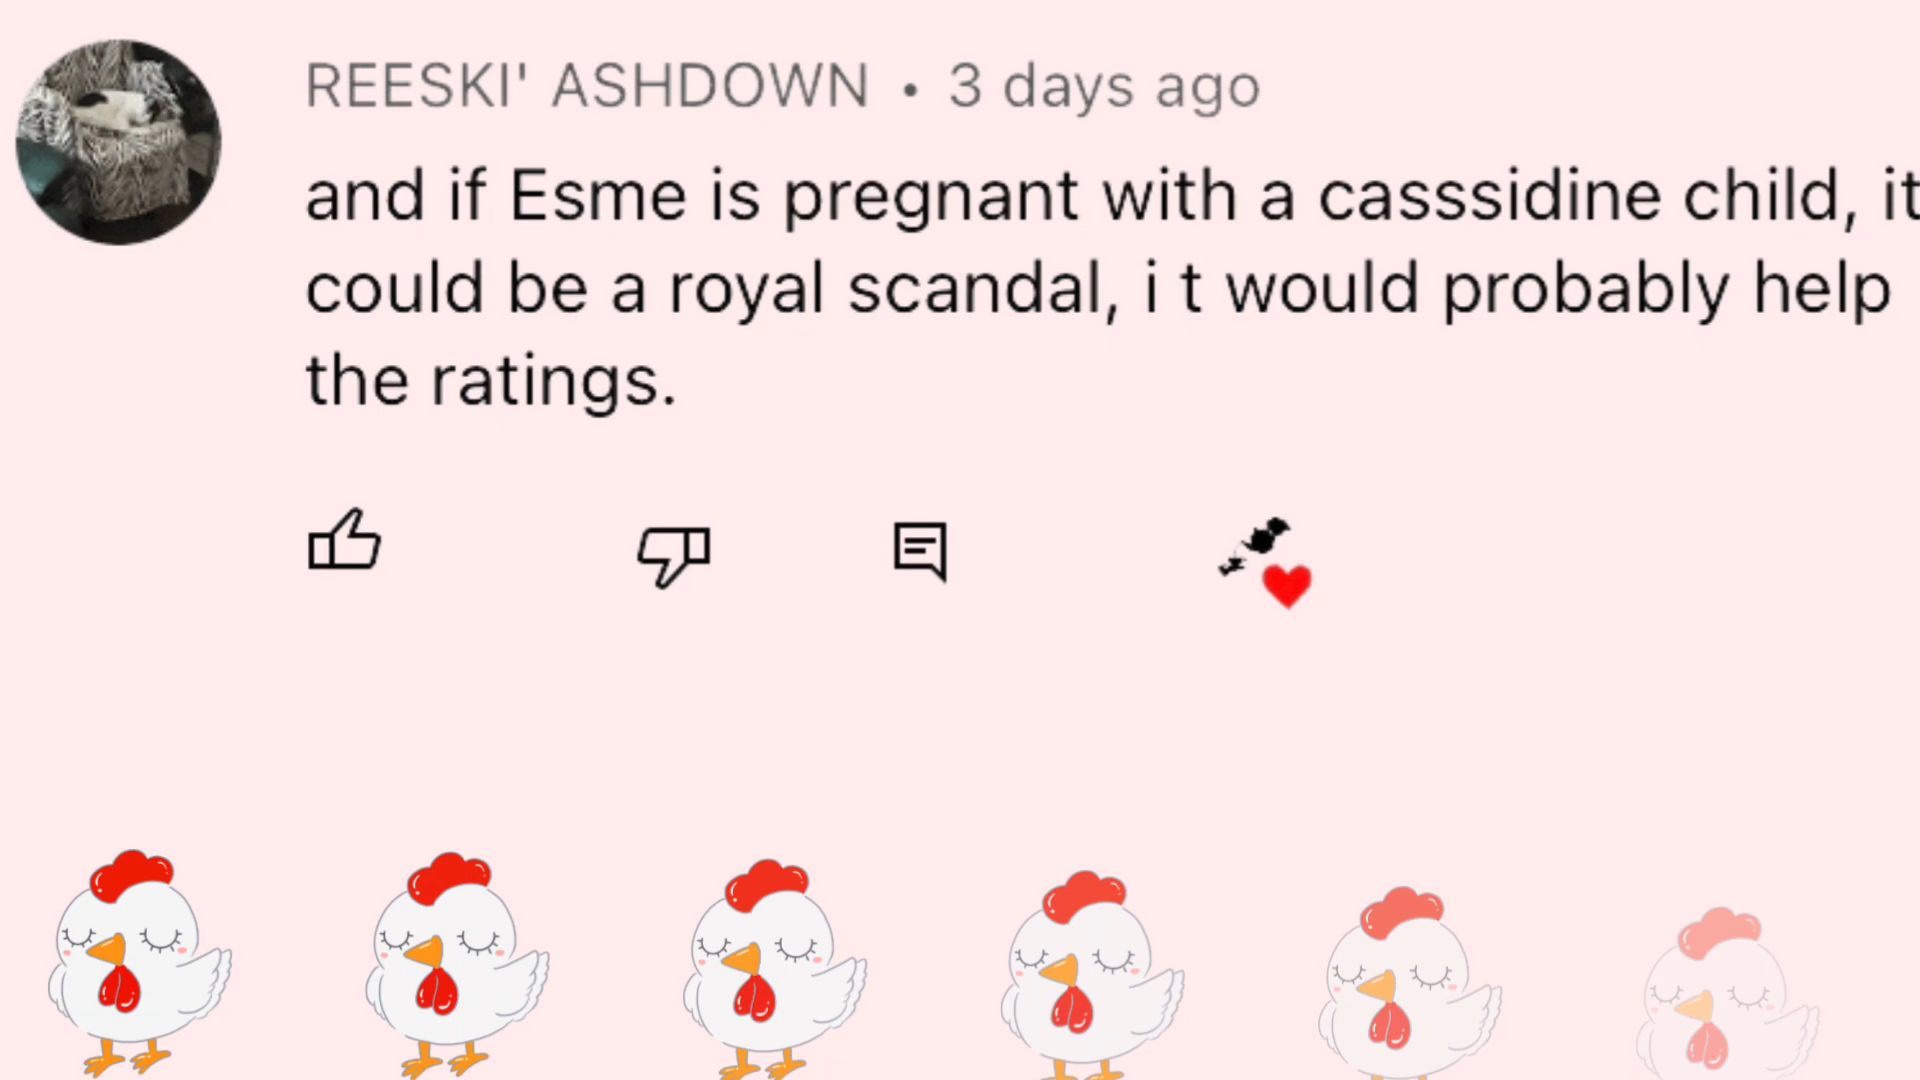 REESKI' ASHDOWN • 3 days ago
and if Esme is pregnant with a casssidine child, it
could be a royal scandal, i t would probably help
the ratings.